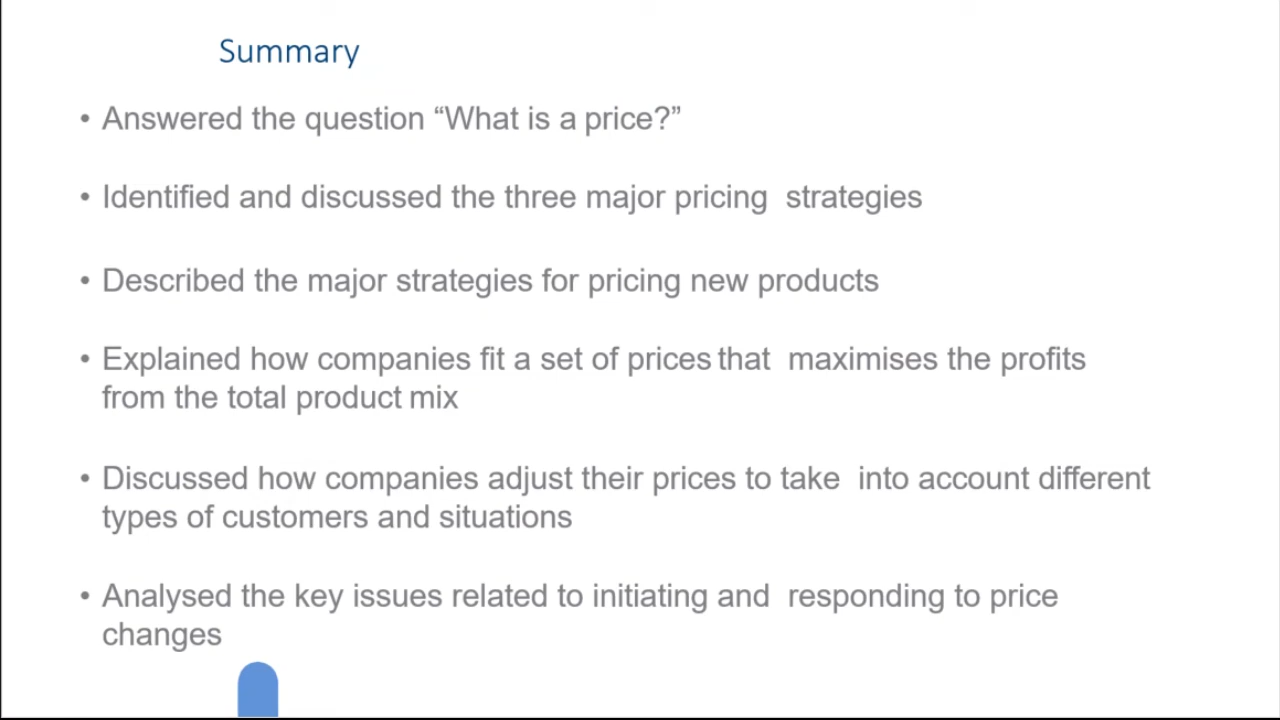 Summary
• Answered the question “What is a price?”
• Identified and discussed the three major pricing strategies
• Described the major strategies for pricing new products
• Explained how companies fit a set of prices that maximises the profits
from the total product mix
• Discussed how companies adjust their prices to take into account different
types of customers and situations
• Analysed the key issues related to initiating and responding to price
changes